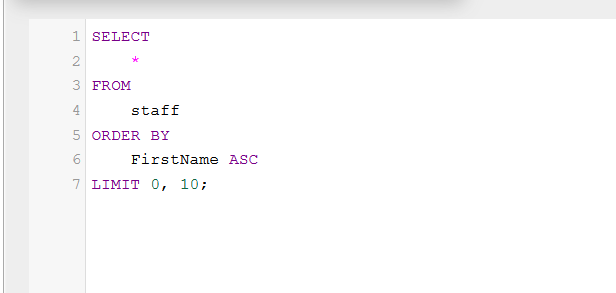 1 SELECT
2 *
3 FROM
4 staff
5 ORDER BY
6 FirstName ASC
7 LIMIT 0, 10;